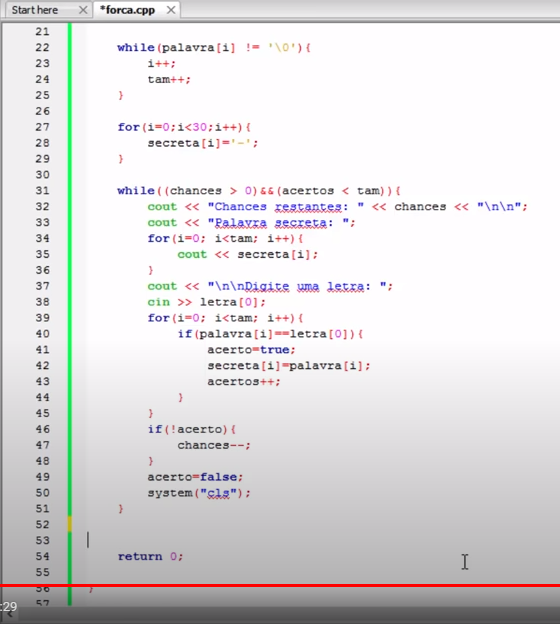 Start here × *forca.cpp ×
21
22 while(palavra[i] != '\0'){
23 i++;
24 tam++;
25 }
26
27 for(i=0;i<30;i++){
28 secreta[i]='-';
29 }
30
31 while((chances > 0)&&(acertos < tam)){
32 cout << "Chances restantes: " << chances << "\n\n";
33 cout << "Palavra secreta: ";
34 for(i=0; i<tam; i++){
35 cout << secreta[i];
36 }
37 cout << "\n\nDigite uma letra: ";
38 cin >> letra[0];
39 for(i=0; i<tam; i++){
40 if(palavra[i]==letra[0]){
41 acerto=true;
42 secreta[i]=palavra[i];
43 acertos++;
44 }
45 }
46 if(!acerto){
47 chances--;
48 }
49 acerto=false;
50 system("cls");
51 }
52
53
54 return 0;
55
56 }
57
:29